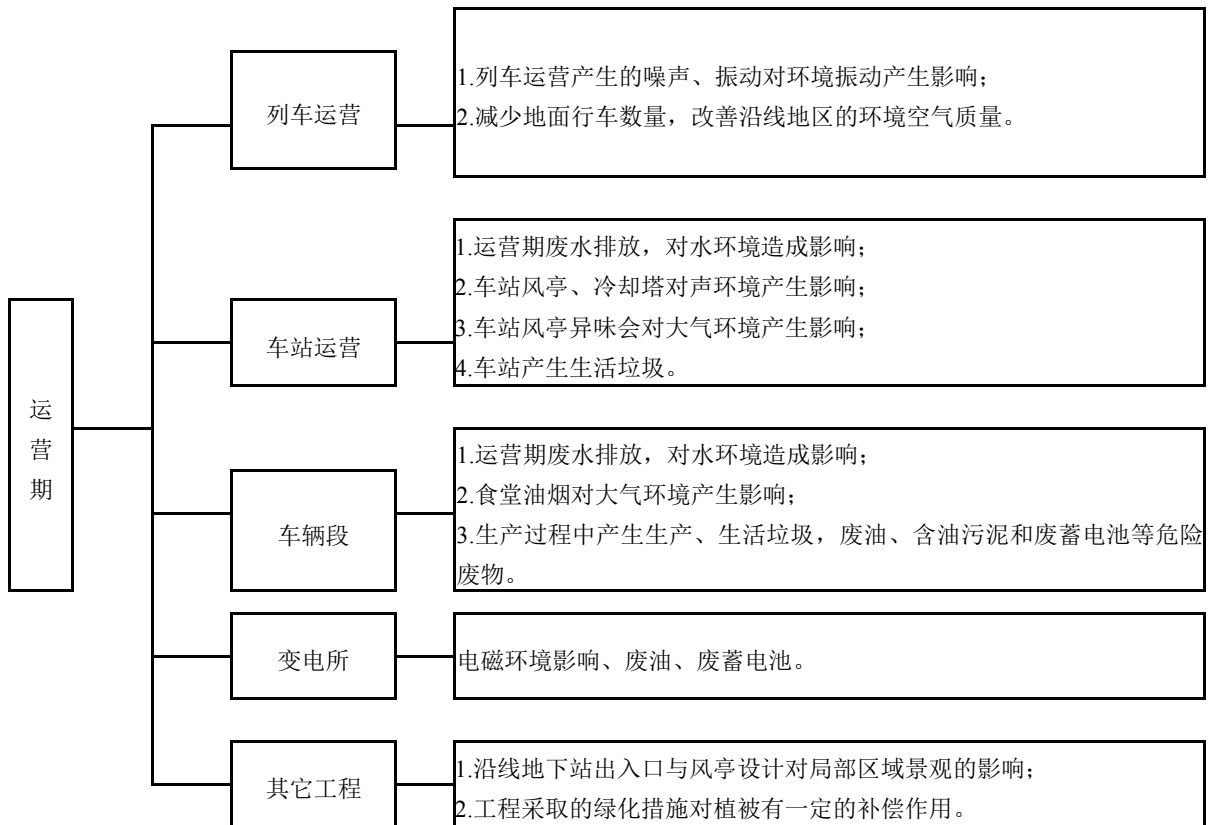 列车运营
1.列车运营产生的噪声、振动对环境振动产生影响；
2.减少地面行车数量，改善沿线地区的环境空气质量。
运
营
期
车站运营
1.运营期废水排放，对水环境造成影响；
2.车站风亭、冷却塔对声环境产生影响；
3.车站风亭异味会对大气环境产生影响；
4.车站产生生活垃圾。
车辆段
1.运营期废水排放，对水环境造成影响；
2.食堂油烟对大气环境产生影响；
3.生产过程中产生生产、生活垃圾，废油、含油污泥和废蓄电池等危险
废物。
变电所
电磁环境影响、废油、废蓄电池。
其它工程
1.沿线地下站出入口与风亭设计对局部区域景观的影响；
2.工程采取的绿化措施对植被有一定的补偿作用。